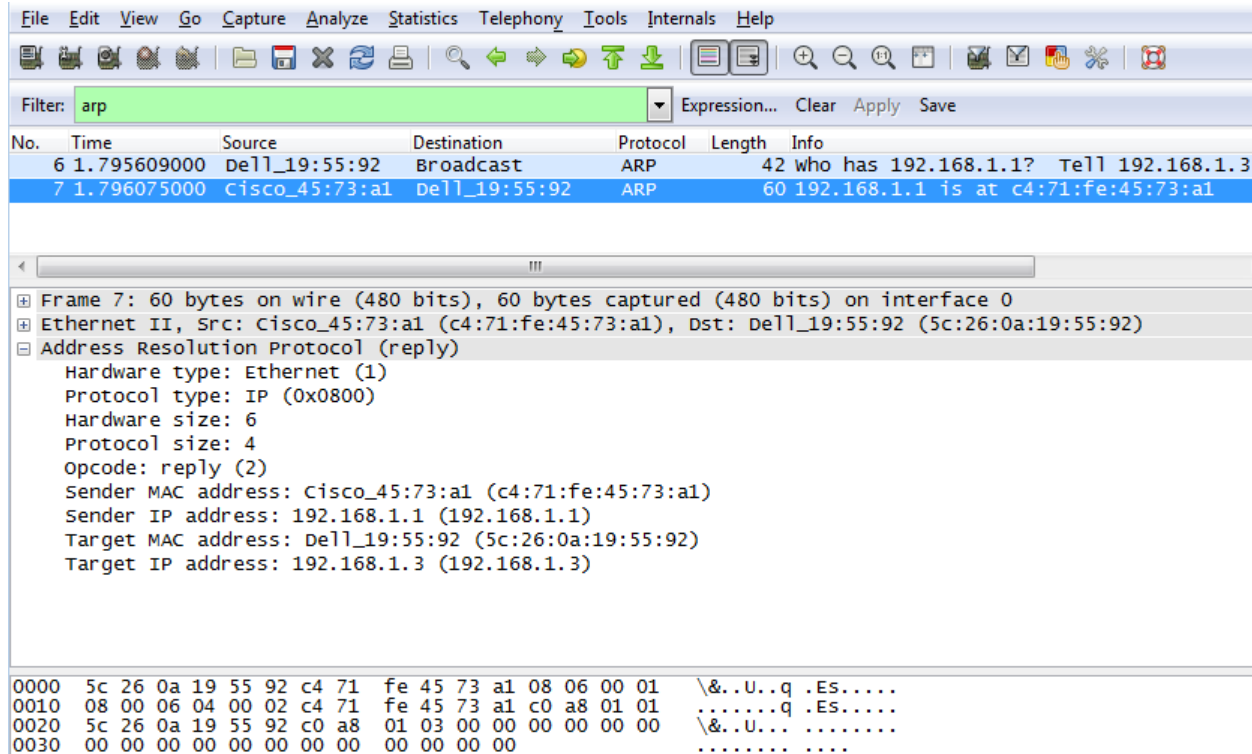 File Edit View Go Capture Analyze Statistics Telephony Tools Internals Help
Filter: arp Expression... Clear Apply Save
No. Time Source Destination Protocol Length Info
6 1.795609000 Dell_19:55:92 Broadcast ARP 42 Who has 192.168.1.1? Tell 192.168.1.3
7 1.796075000 Cisco_45:73:a1 Dell_19:55:92 ARP 60 192.168.1.1 is at c4:71:fe:45:73:a1
Frame 7: 60 bytes on wire (480 bits), 60 bytes captured (480 bits) on interface 0
Ethernet II, Src: Cisco_45:73:a1 (c4:71:fe:45:73:a1), Dst: Dell_19:55:92 (5c:26:0a:19:55:92)
Address Resolution Protocol (reply)
Hardware type: Ethernet (1)
Protocol type: IP (0x0800)
Hardware size: 6
Protocol size: 4
Opcode: reply (2)
Sender MAC address: Cisco_45:73:a1 (c4:71:fe:45:73:a1)
Sender IP address: 192.168.1.1 (192.168.1.1)
Target MAC address: Dell_19:55:92 (5c:26:0a:19:55:92)
Target IP address: 192.168.1.3 (192.168.1.3)
0000 5c 26 0a 19 55 92 c4 71 fe 45 73 a1 08 06 00 01 \&..U..q .Es.....
0010 08 00 06 04 00 02 c4 71 fe 45 73 a1 c0 a8 01 01 .......q .Es.....
0020 5c 26 0a 19 55 92 c0 a8 01 03 00 00 00 00 00 00 \&..U... ........
0030 00 00 00 00 00 00 00 00 00 00 00 00 ........ ....